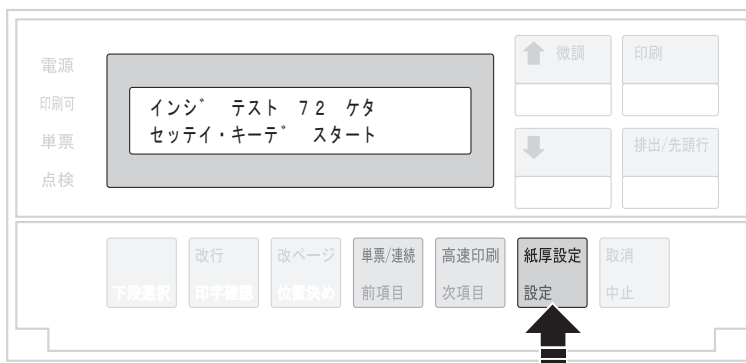 電源
印刷可
単票
点検
インシ゛ テスト 72 ケタ
セッテイ・キーデ゛ スタート
微調
印刷
排出/先頭行
下段選択
改行
印字確認
改ページ
位置決め
単票/連続
前項目
高速印刷
次項目
紙厚設定
設定
取消
中止